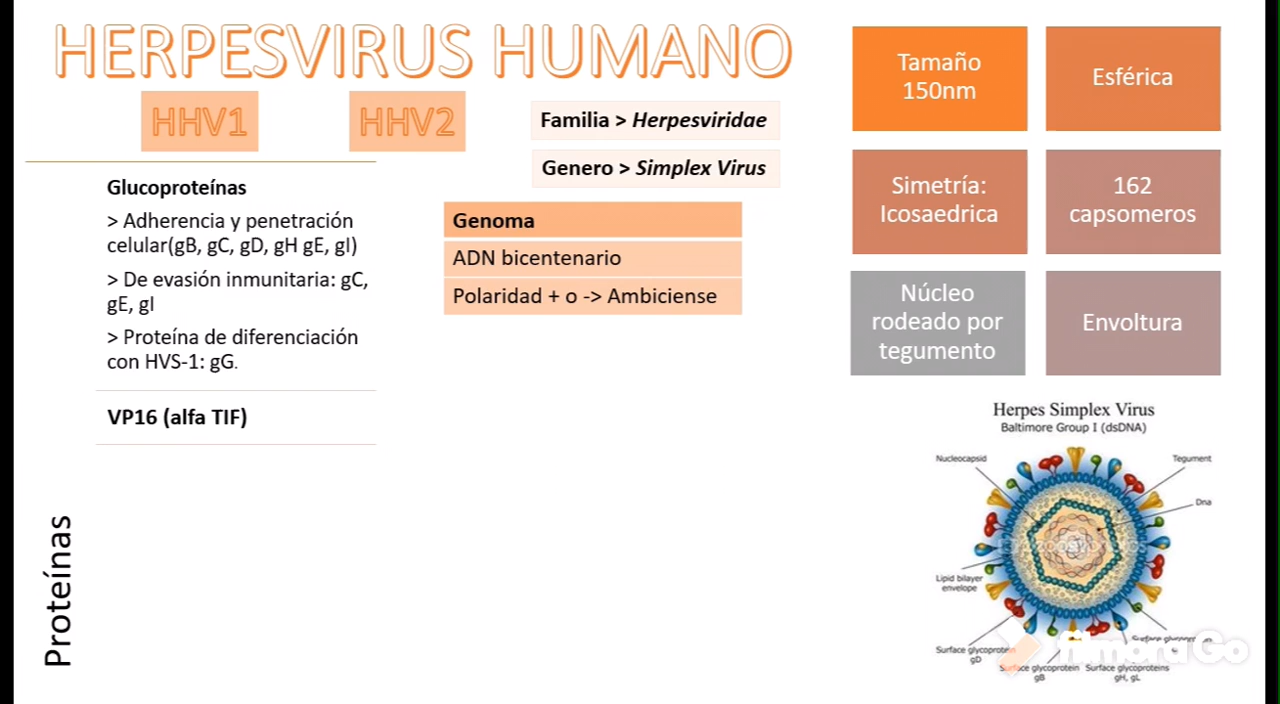 HERPESVIRUS HUMANO
HHV1
HHV2
Familia > Herpesviridae
Genero > Simplex Virus
Glucoproteínas
> Adherencia y penetración
celular(gB, gC, gD, gH gE, gI)
> De evasión inmunitaria: gC,
gE, gI
> Proteína de diferenciación
con HVS-1: gG.
VP16 (alfa TIF)
Proteínas
Genoma
ADN bicentenario
Polaridad + o -> Ambiciense
Tamaño
150nm
Esférica
Simetría:
Icosaedrica
162
capsomeros
Núcleo
rodeado por
tegumento
Envoltura
Herpes Simplex Virus
Baltimore Group I (dsDNA)
Nucleocapsid
Tegument
Dna
Lipid bilayer
envelope
Surface glycoprotein
gD
Surface glycoprotein
gB
Surface glycoproteins
gH, gL
Surface
filmoraGo